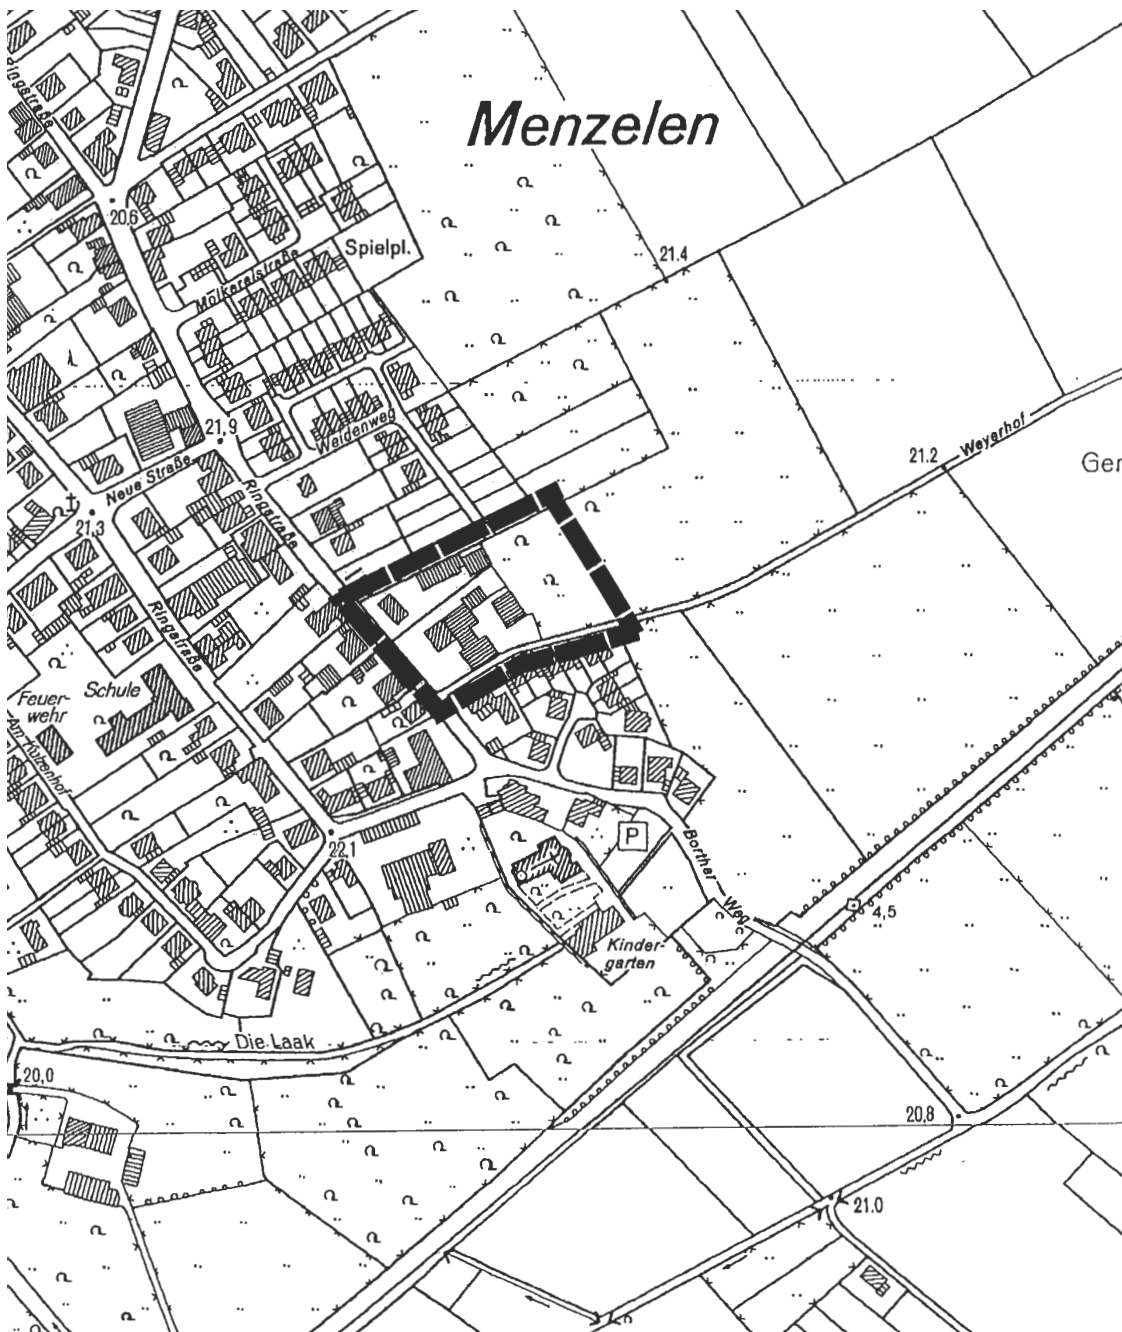 Ringstraße
Menzelen
20,6
Spielpl.
21.4
Molkereistraße
21,9
Weidenweg
Weyerhof
21.2
Ger
Neue Straße
Ringstraße
21,3
Ringstraße
Schule
Feuer-
wehr
Am Kuitenhof
22,1
P
Borther Weg
4,5
Kinder-
garten
Die Laak
20,0
20,8
21.0